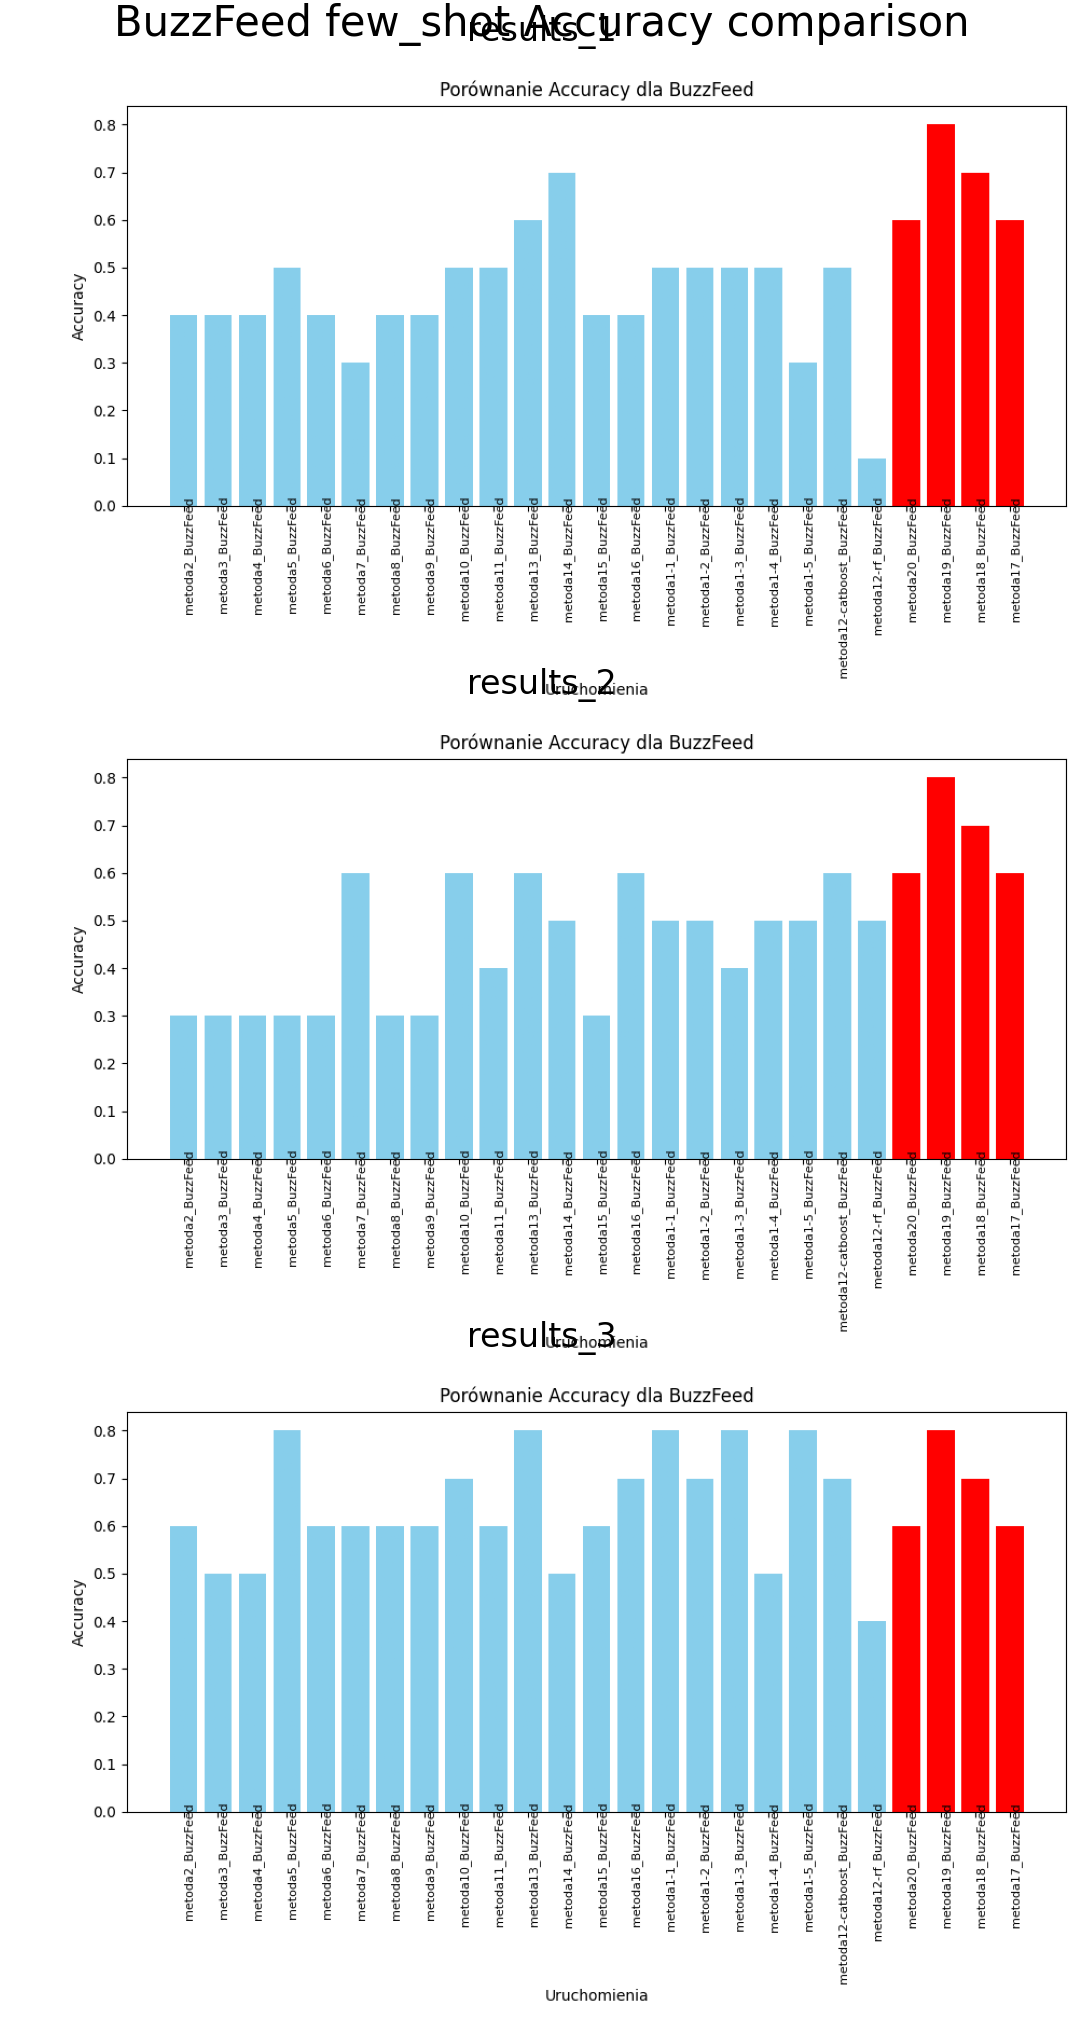 BuzzFeed few_shot Accuracy comparison
results_1
Porównanie Accuracy dla BuzzFeed
Accuracy
0.8
0.7
0.6
0.5
0.4
0.3
0.2
0.1
0.0
metoda2_BuzzFeed
metoda3_BuzzFeed
metoda4_BuzzFeed
metoda5_BuzzFeed
metoda6_BuzzFeed
metoda7_BuzzFeed
metoda8_BuzzFeed
metoda9_BuzzFeed
metoda10_BuzzFeed
metoda11_BuzzFeed
metoda13_BuzzFeed
metoda14_BuzzFeed
metoda15_BuzzFeed
metoda16_BuzzFeed
metoda1-1_BuzzFeed
metoda1-2_BuzzFeed
metoda1-3_BuzzFeed
metoda1-4_BuzzFeed
metoda1-5_BuzzFeed
metoda12-catboost_BuzzFeed
metoda12-rf_BuzzFeed
metoda20_BuzzFeed
metoda19_BuzzFeed
metoda18_BuzzFeed
metoda17_BuzzFeed
Uruchomienia
results_2
Porównanie Accuracy dla BuzzFeed
Accuracy
0.8
0.7
0.6
0.5
0.4
0.3
0.2
0.1
0.0
metoda2_BuzzFeed
metoda3_BuzzFeed
metoda4_BuzzFeed
metoda5_BuzzFeed
metoda6_BuzzFeed
metoda7_BuzzFeed
metoda8_BuzzFeed
metoda9_BuzzFeed
metoda10_BuzzFeed
metoda11_BuzzFeed
metoda13_BuzzFeed
metoda14_BuzzFeed
metoda15_BuzzFeed
metoda16_BuzzFeed
metoda1-1_BuzzFeed
metoda1-2_BuzzFeed
metoda1-3_BuzzFeed
metoda1-4_BuzzFeed
metoda1-5_BuzzFeed
metoda12-catboost_BuzzFeed
metoda12-rf_BuzzFeed
metoda20_BuzzFeed
metoda19_BuzzFeed
metoda18_BuzzFeed
metoda17_BuzzFeed
Uruchomienia
results_3
Porównanie Accuracy dla BuzzFeed
Accuracy
0.8
0.7
0.6
0.5
0.4
0.3
0.2
0.1
0.0
metoda2_BuzzFeed
metoda3_BuzzFeed
metoda4_BuzzFeed
metoda5_BuzzFeed
metoda6_BuzzFeed
metoda7_BuzzFeed
metoda8_BuzzFeed
metoda9_BuzzFeed
metoda10_BuzzFeed
metoda11_BuzzFeed
metoda13_BuzzFeed
metoda14_BuzzFeed
metoda15_BuzzFeed
metoda16_BuzzFeed
metoda1-1_BuzzFeed
metoda1-2_BuzzFeed
metoda1-3_BuzzFeed
metoda1-4_BuzzFeed
metoda1-5_BuzzFeed
metoda12-catboost_BuzzFeed
metoda12-rf_BuzzFeed
metoda20_BuzzFeed
metoda19_BuzzFeed
metoda18_BuzzFeed
metoda17_BuzzFeed
Uruchomienia